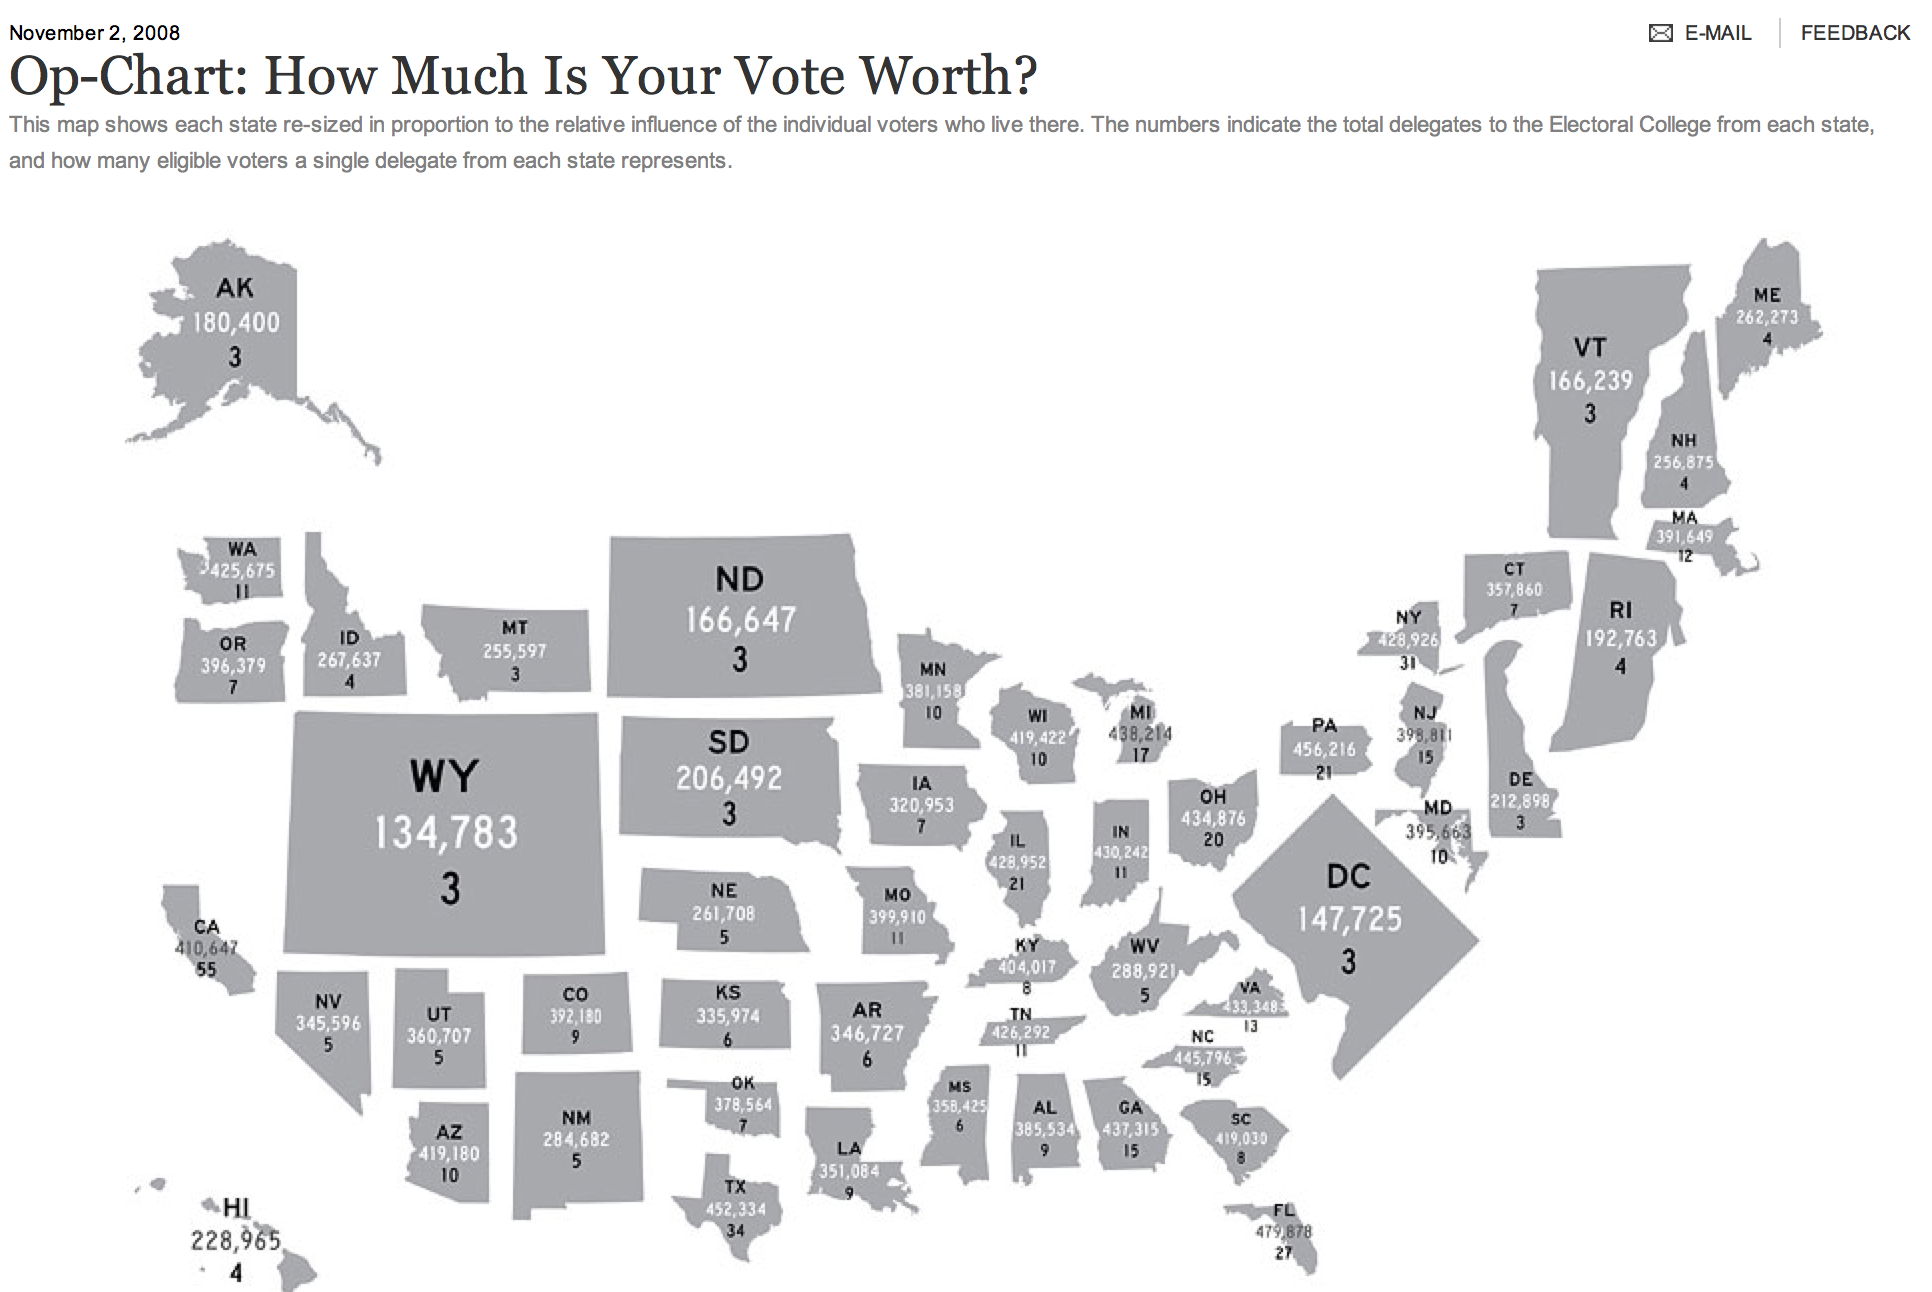 November 2, 2008
E-MAIL
FEEDBACK
Op-Chart: How Much Is Your Vote Worth?
This map shows each state re-sized in proportion to the relative influence of the individual voters who live there. The numbers indicate the total delegates to the Electoral College from each state,
and how many eligible voters a single delegate from each state represents.
AK
180,400
3
VT
166,239
3
ME
262,273
4
NH
256,875
4
MA
391,649
12
WA
425,675
11
OR
396,379
7
ID
267,637
4
MT
255,597
3
ND
166,647
3
MN
381,158
10
WI
419,422
10
MI
438,214
17
NY
428,926
31
CT
357,860
7
RI
192,763
4
WY
134,783
3
SD
206,492
3
IA
320,953
7
IL
428,952
21
IN
430,242
11
OH
434,876
20
PA
456,216
21
NJ
398,811
15
DE
212,898
3
MD
395,663
10
DC
147,725
3
CA
410,647
55
NE
261,708
5
MO
399,910
11
KY
404,017
8
WV
288,921
5
VA
433,348
13
NV
345,596
5
UT
360,707
5
CO
392,180
9
KS
335,974
6
AR
346,727
6
TN
426,292
11
NC
445,796
15
AZ
419,180
10
NM
284,682
5
OK
378,564
7
LA
351,084
9
MS
358,425
6
AL
385,534
9
GA
437,315
15
SC
419,030
8
HI
228,965
4
TX
452,334
34
FL
479,878
27